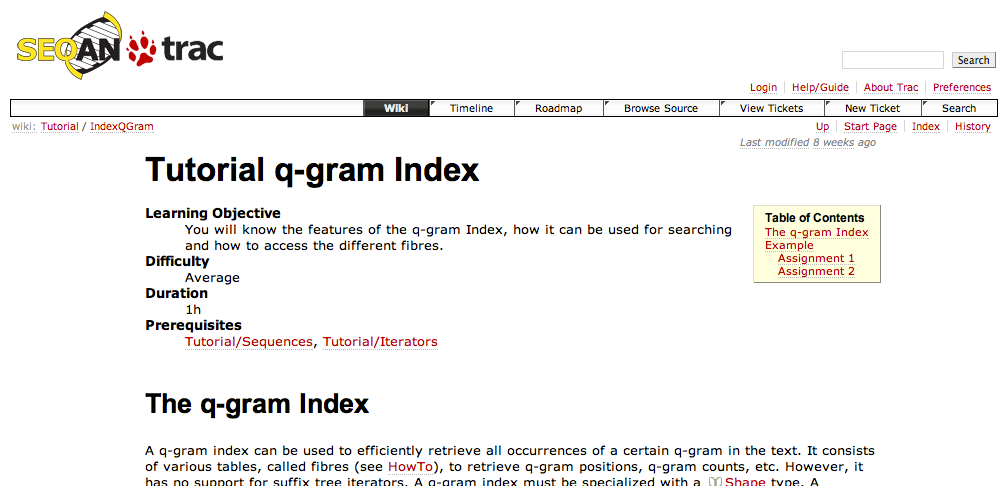 SEQAN trac
Search
Login Help/Guide About Trac Preferences
Wiki Timeline Roadmap Browse Source View Tickets New Ticket Search
wiki: Tutorial / IndexQGram
Up Start Page Index History
Last modified 8 weeks ago
Tutorial q-gram Index
Learning Objective
You will know the features of the q-gram Index, how it can be used for searching
and how to access the different fibres.
Difficulty
Average
Duration
1h
Prerequisites
Tutorial/Sequences, Tutorial/Iterators
Table of Contents
The q-gram Index
Example
Assignment 1
Assignment 2
The q-gram Index
A q-gram index can be used to efficiently retrieve all occurrences of a certain q-gram in the text. It consists
of various tables, called fibres (see HowTo), to retrieve q-gram positions, q-gram counts, etc. However, it
has no support for suffix tree iterators. A q-gram index must be specialized with a Shape type. A